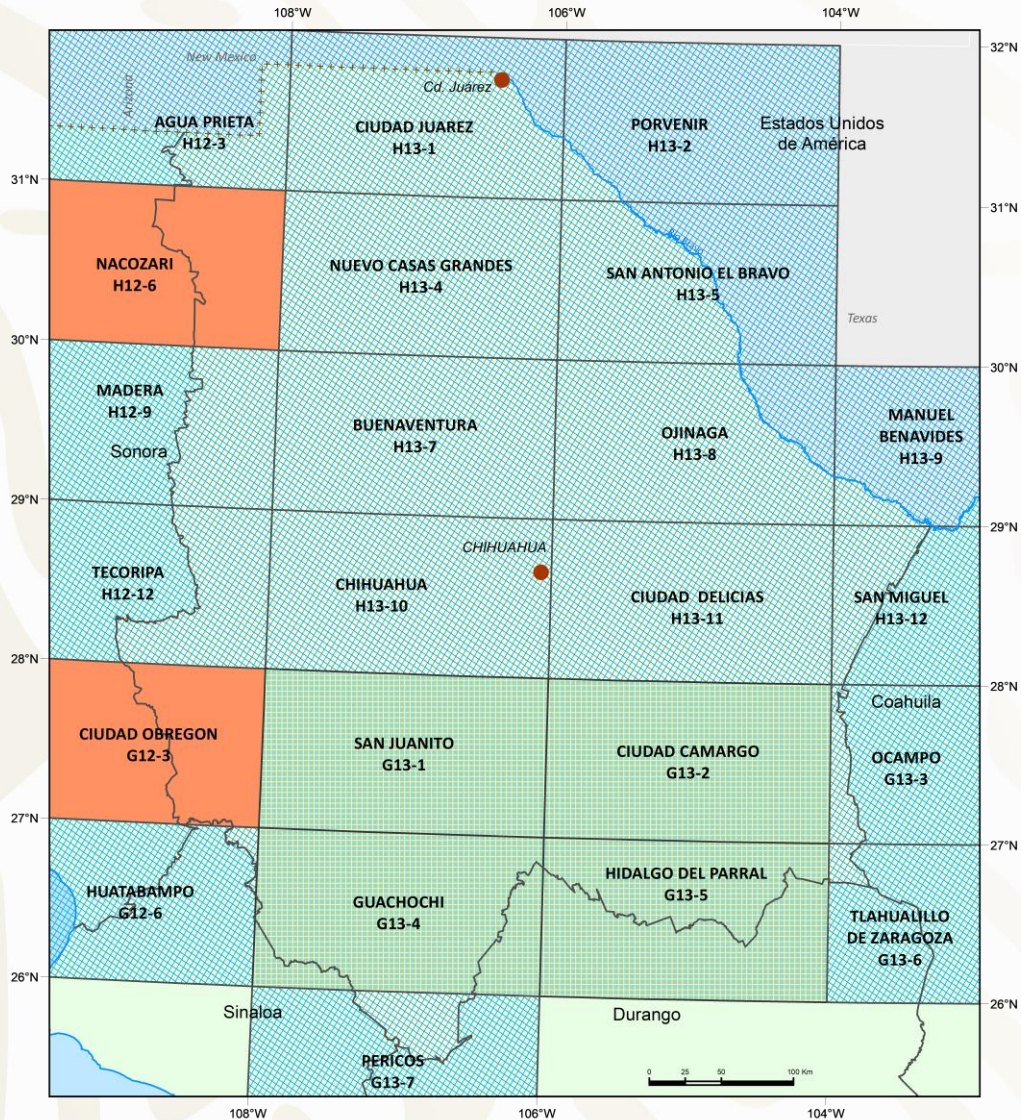 108°W
106°W
104°W
32°N
New Mexico
Arizona
Cd. Juárez
AGUA PRIETA
H12-3
CIUDAD JUAREZ
H13-1
PORVENIR
H13-2
Estados Unidos
de América
31°N
31°N
NACOZARI
H12-6
NUEVO CASAS GRANDES
H13-4
SAN ANTONIO EL BRAVO
H13-5
Texas
30°N
30°N
MADERA
H12-9
Sonora
BUENAVENTURA
H13-7
OJINAGA
H13-8
MANUEL
BENAVIDES
H13-9
29°N
29°N
CHIHUAHUA
TECORIPA
H12-12
CHIHUAHUA
H13-10
CIUDAD DELICIAS
H13-11
SAN MIGUEL
H13-12
28°N
28°N
Coahuila
CIUDAD OBREGON
G12-3
SAN JUANITO
G13-1
CIUDAD CAMARGO
G13-2
OCAMPO
G13-3
27°N
27°N
HUATABAMPO
G12-6
GUACHOCHI
G13-4
HIDALGO DEL PARRAL
G13-5
TLAHUALILLO
DE ZARAGOZA
G13-6
26°N
26°N
Sinaloa
Durango
PERICOS
G13-7
0 25 50 100 Km
108°W
106°W
104°W